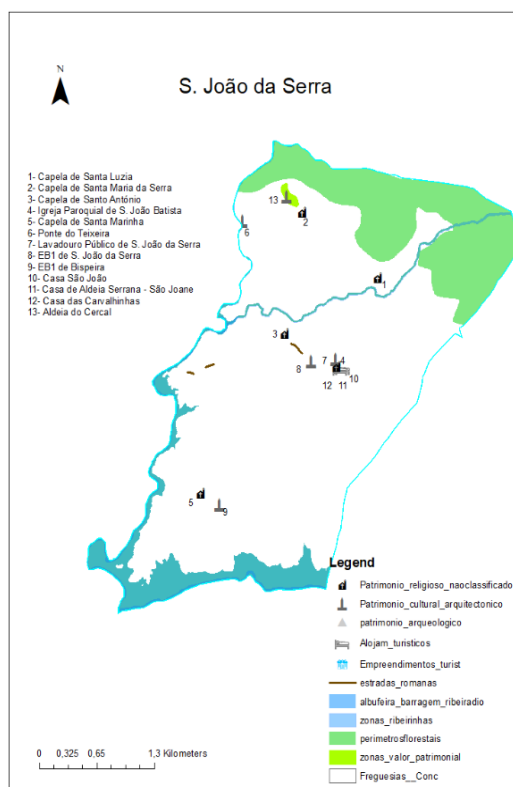 N
S. João da Serra
1- Capela de Santa Luzia
2- Capela de Santa Maria da Serra
3- Capela de Santo António
4- Igreja Paroquial de S. João Batista
5- Capela de Santa Marinha
6- Ponte do Teixeira
7- Lavadouro Público de S. João da Serra
8- EB1 de S. João da Serra
9- EB1 de Bispeira
10- Casa São João
11- Casa de Aldeia Serrana - São Joane
12- Casa das Carvalhinhas
13- Aldeia do Cercal
13
2
6
1
3
8
7
4
12
11
10
5
9
Legend
Patrimonio_religioso_naoclassificado
Patrimonio_cultural_arquitectonico
patrimonio_arqueologico
Alojam_turisticos
Empreendimentos_turist
estradas_romanas
albufeira_barragem_ribeiradio
zonas_ribeirinhas
perimetrosflorestais
zonas_valor_patrimonial
Freguesias__Conc
0 0,325 0,65 1,3 Kilometers